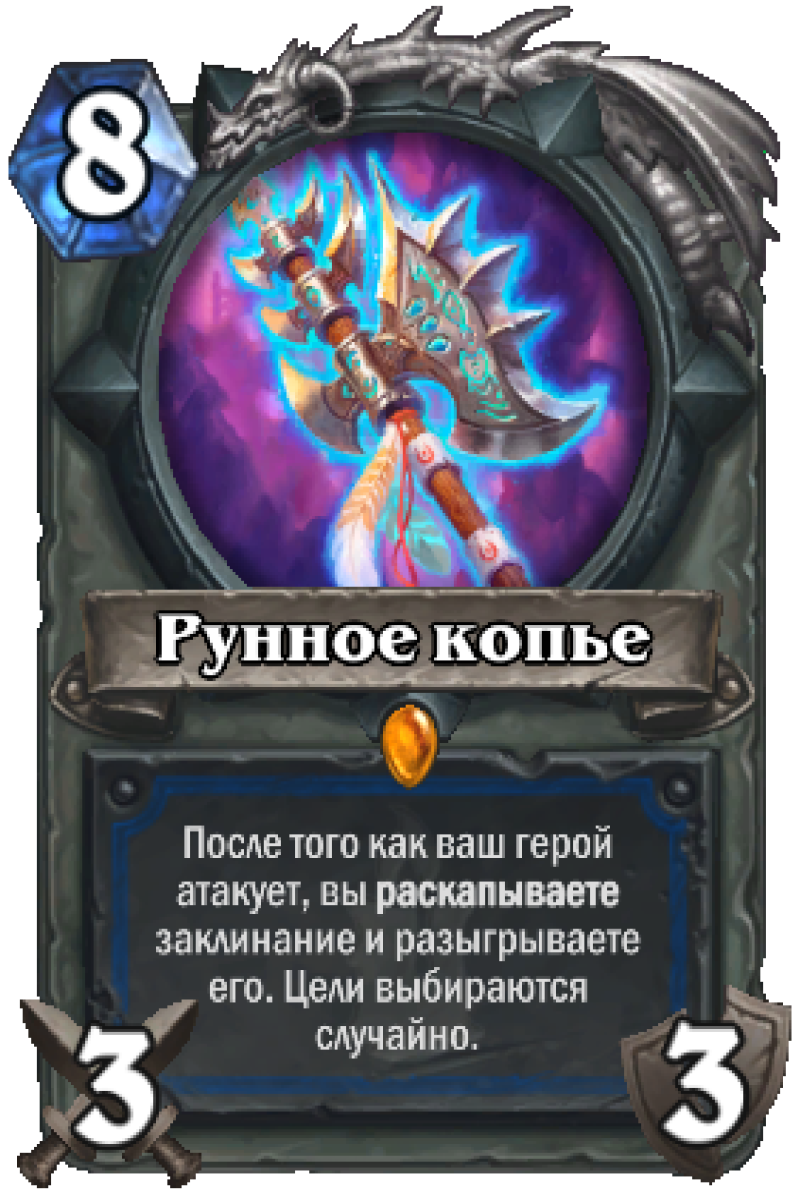 8
Рунное копье
После того как ваш герой
атакует, вы раскапываете
заклинание и разыгрываете
его. Цели выбираются
случайно.
3
3